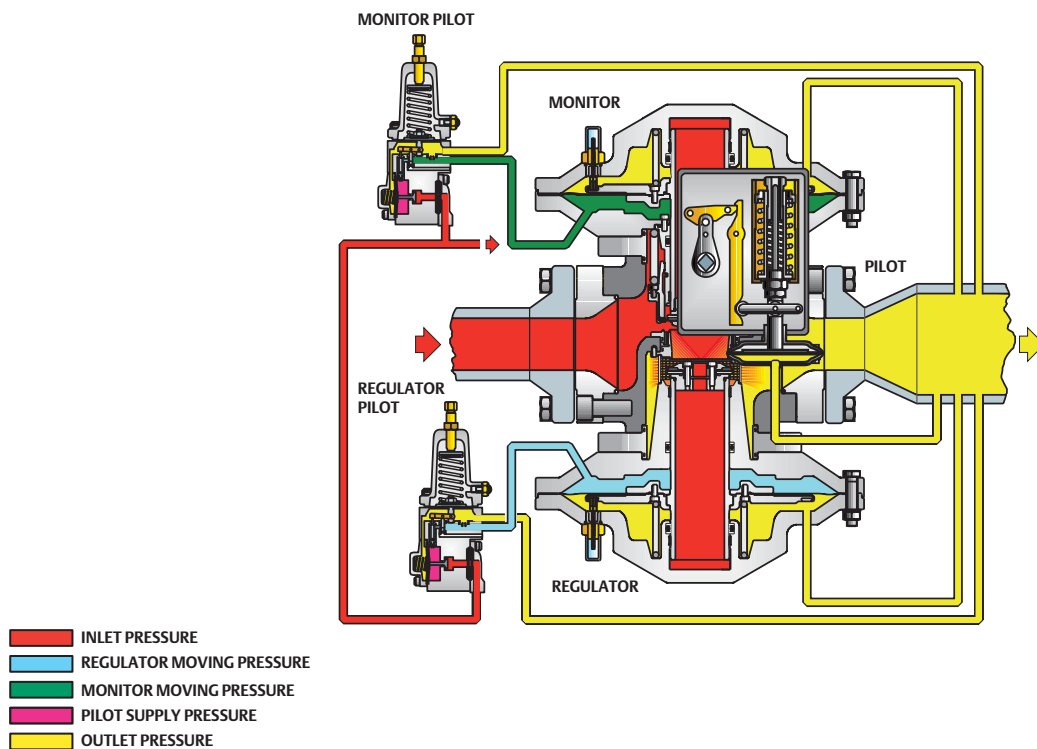 MONITOR PILOT
MONITOR
PILOT
REGULATOR
PILOT
REGULATOR
INLET PRESSURE
REGULATOR MOVING PRESSURE
MONITOR MOVING PRESSURE
PILOT SUPPLY PRESSURE
OUTLET PRESSURE